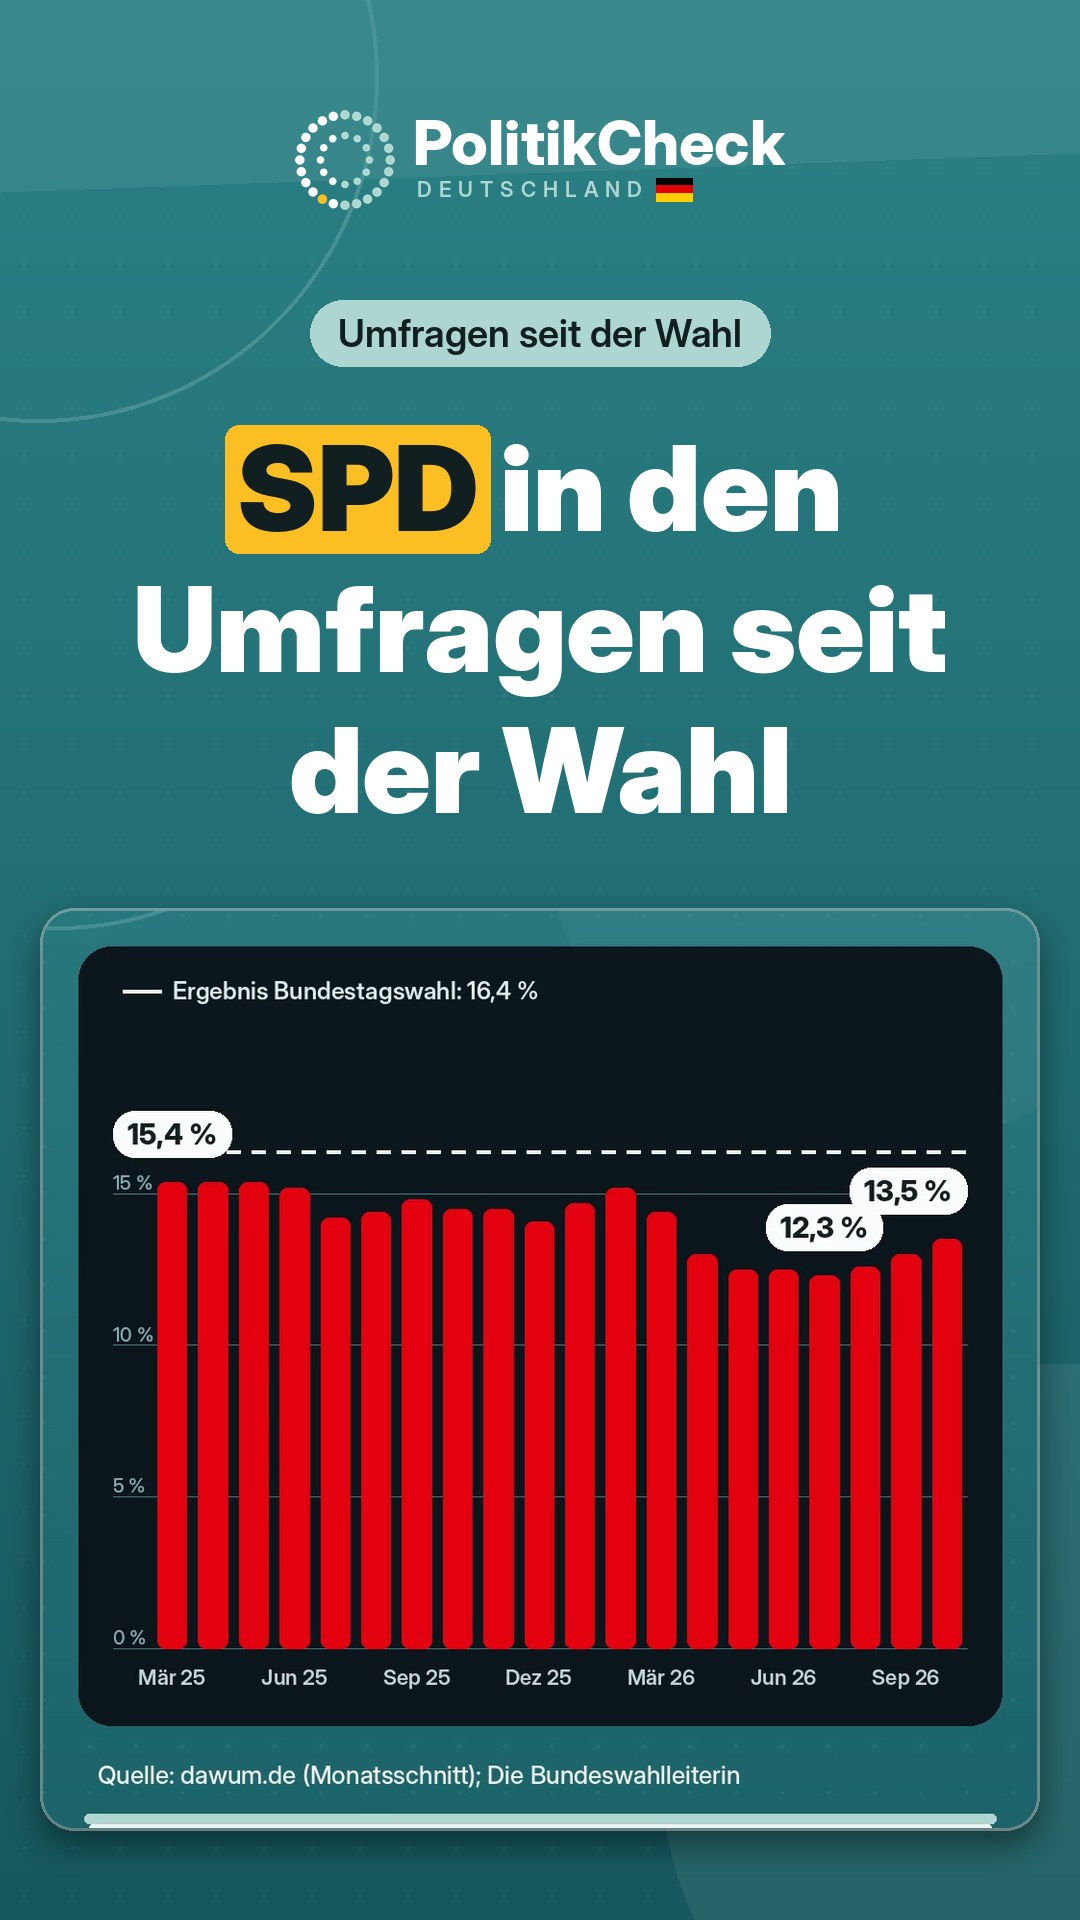 PolitikCheck
DEUTSCHLAND
Umfragen seit der Wahl
SPD in den
Umfragen seit
der Wahl
Ergebnis Bundestagswahl: 16,4 %
15,4 %
15 %
13,5 %
12,3 %
10 %
5 %
0 %
Mär 25 Jun 25 Sep 25 Dez 25 Mär 26 Jun 26 Sep 26
Quelle: dawum.de (Monatsschnitt); Die Bundeswahlleiterin